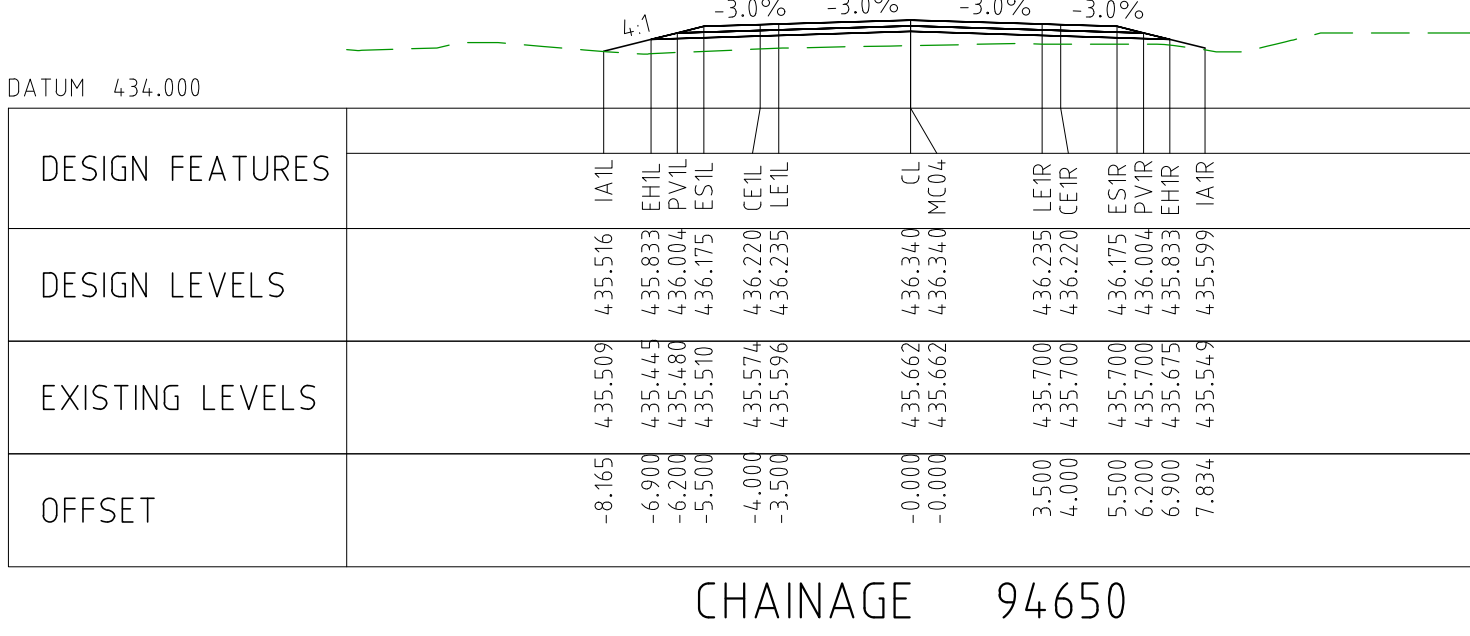 4:1 -3.0% -3.0% -3.0% -3.0%
DATUM 434.000
DESIGN FEATURES IA1L EH1L PV1L ES1L CE1L LE1L CL MC04 LE1R CE1R ES1R PV1R EH1R IA1R
DESIGN LEVELS 435.516 435.833 436.004 436.175 436.220 436.235 436.340 436.340 436.235 436.220 436.175 436.004 435.833 435.599
EXISTING LEVELS 435.509 435.445 435.480 435.510 435.574 435.596 435.662 435.662 435.700 435.700 435.700 435.700 435.675 435.549
OFFSET -8.165 -6.900 -6.200 -5.500 -4.000 -3.500 -0.000 -0.000 3.500 4.000 5.500 6.200 6.900 7.834
CHAINAGE 94650